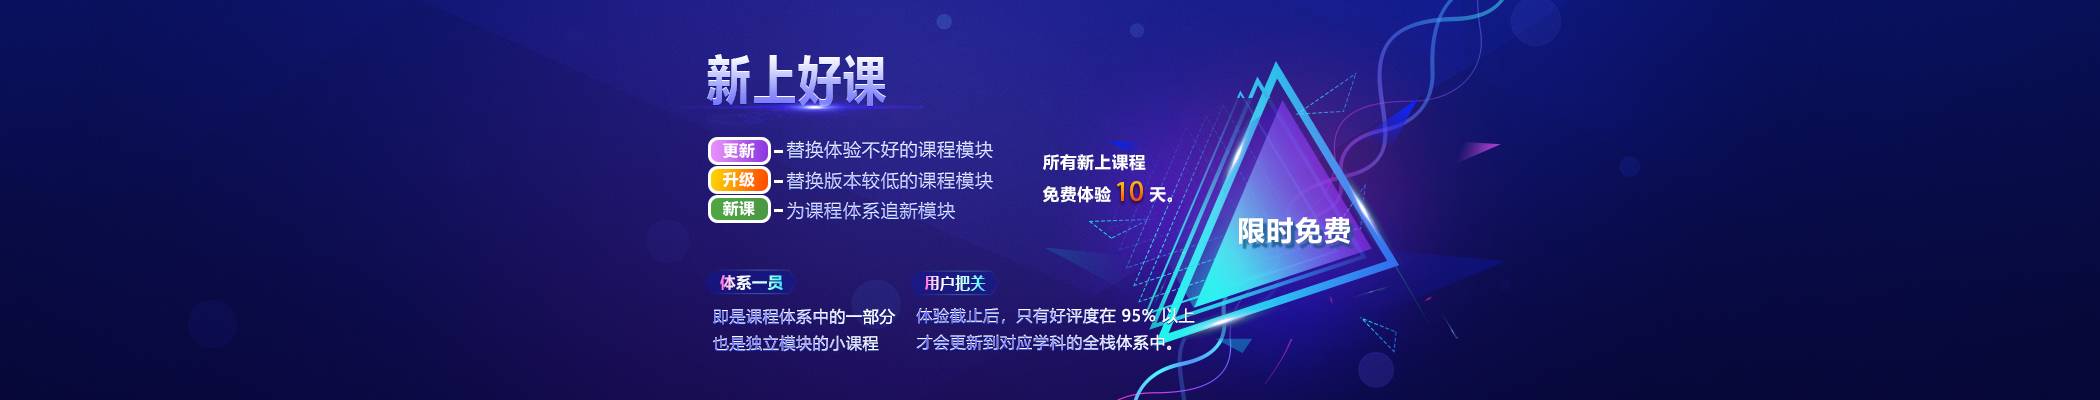 新上好课
更新-替换体验不好的课程模块
升级-替换版本较低的课程模块
新课-为课程体系追新模块
所有新上课程
免费体验 10 天。
限时免费
体系一员
即是课程体系中的一部分
也是独立模块的小课程
用户把关
体验截止后，只有好评度在 95% 以上
才会更新到对应学科的全栈体系中。